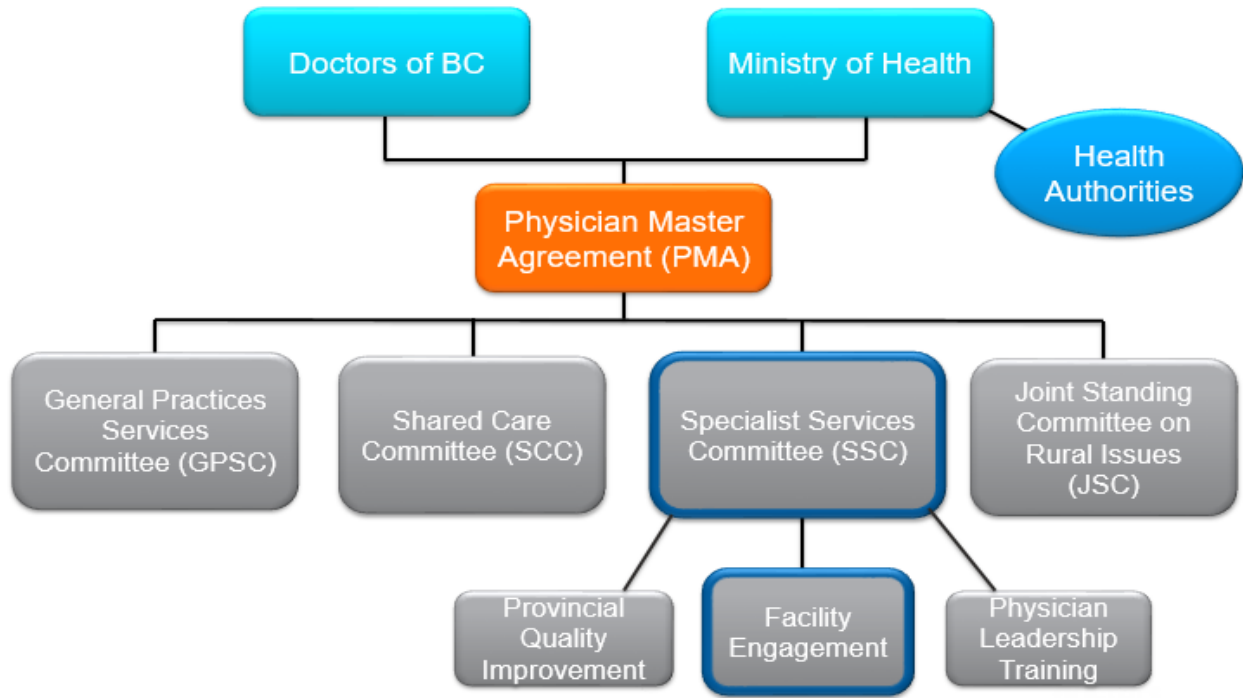 Doctors of BC
Ministry of Health
Health
Authorities
Physician Master
Agreement (PMA)
General Practices
Services
Committee (GPSC)
Shared Care
Committee (SCC)
Specialist Services
Committee (SSC)
Joint Standing
Committee on
Rural Issues
(JSC)
Provincial
Quality
Improvement
Facility
Engagement
Physician
Leadership
Training